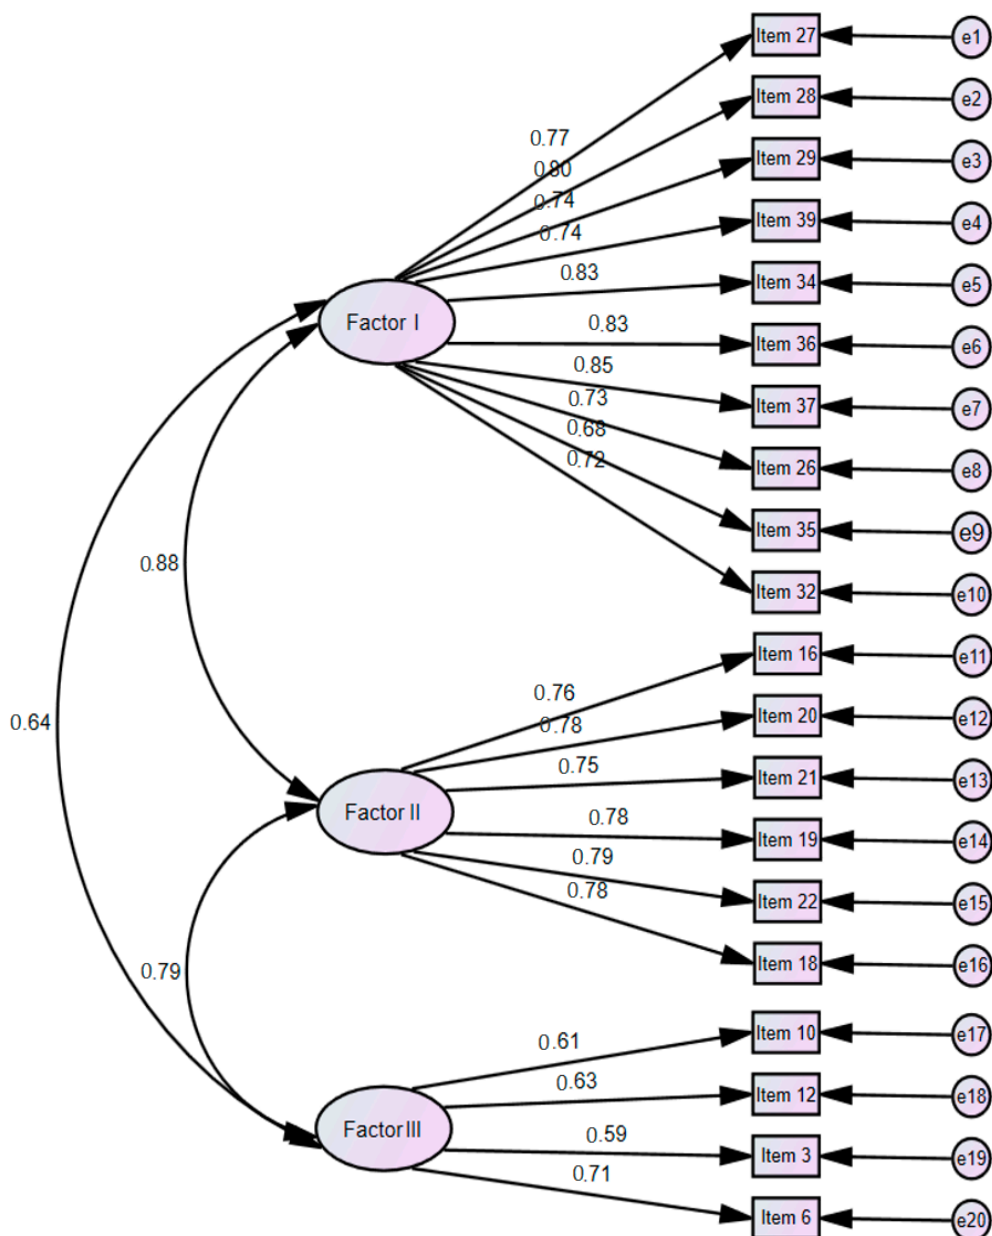 Item 27 e1
Item 28 e2
0.77
Item 29 e3
0.80
0.74
Item 39 e4
0.74
0.83
Item 34 e5
Factor I
0.83
Item 36 e6
0.85
0.73
Item 37 e7
0.68
0.72
Item 26 e8
Item 35 e9
0.88
Item 32 e10
Item 16 e11
0.76
0.64
0.78
Item 20 e12
0.75
Item 21 e13
Factor II
0.78
Item 19 e14
0.79
0.78
Item 22 e15
0.79
Item 18 e16
0.61
Item 10 e17
0.63
Item 12 e18
Factor III
0.59
Item 3 e19
0.71
Item 6 e20